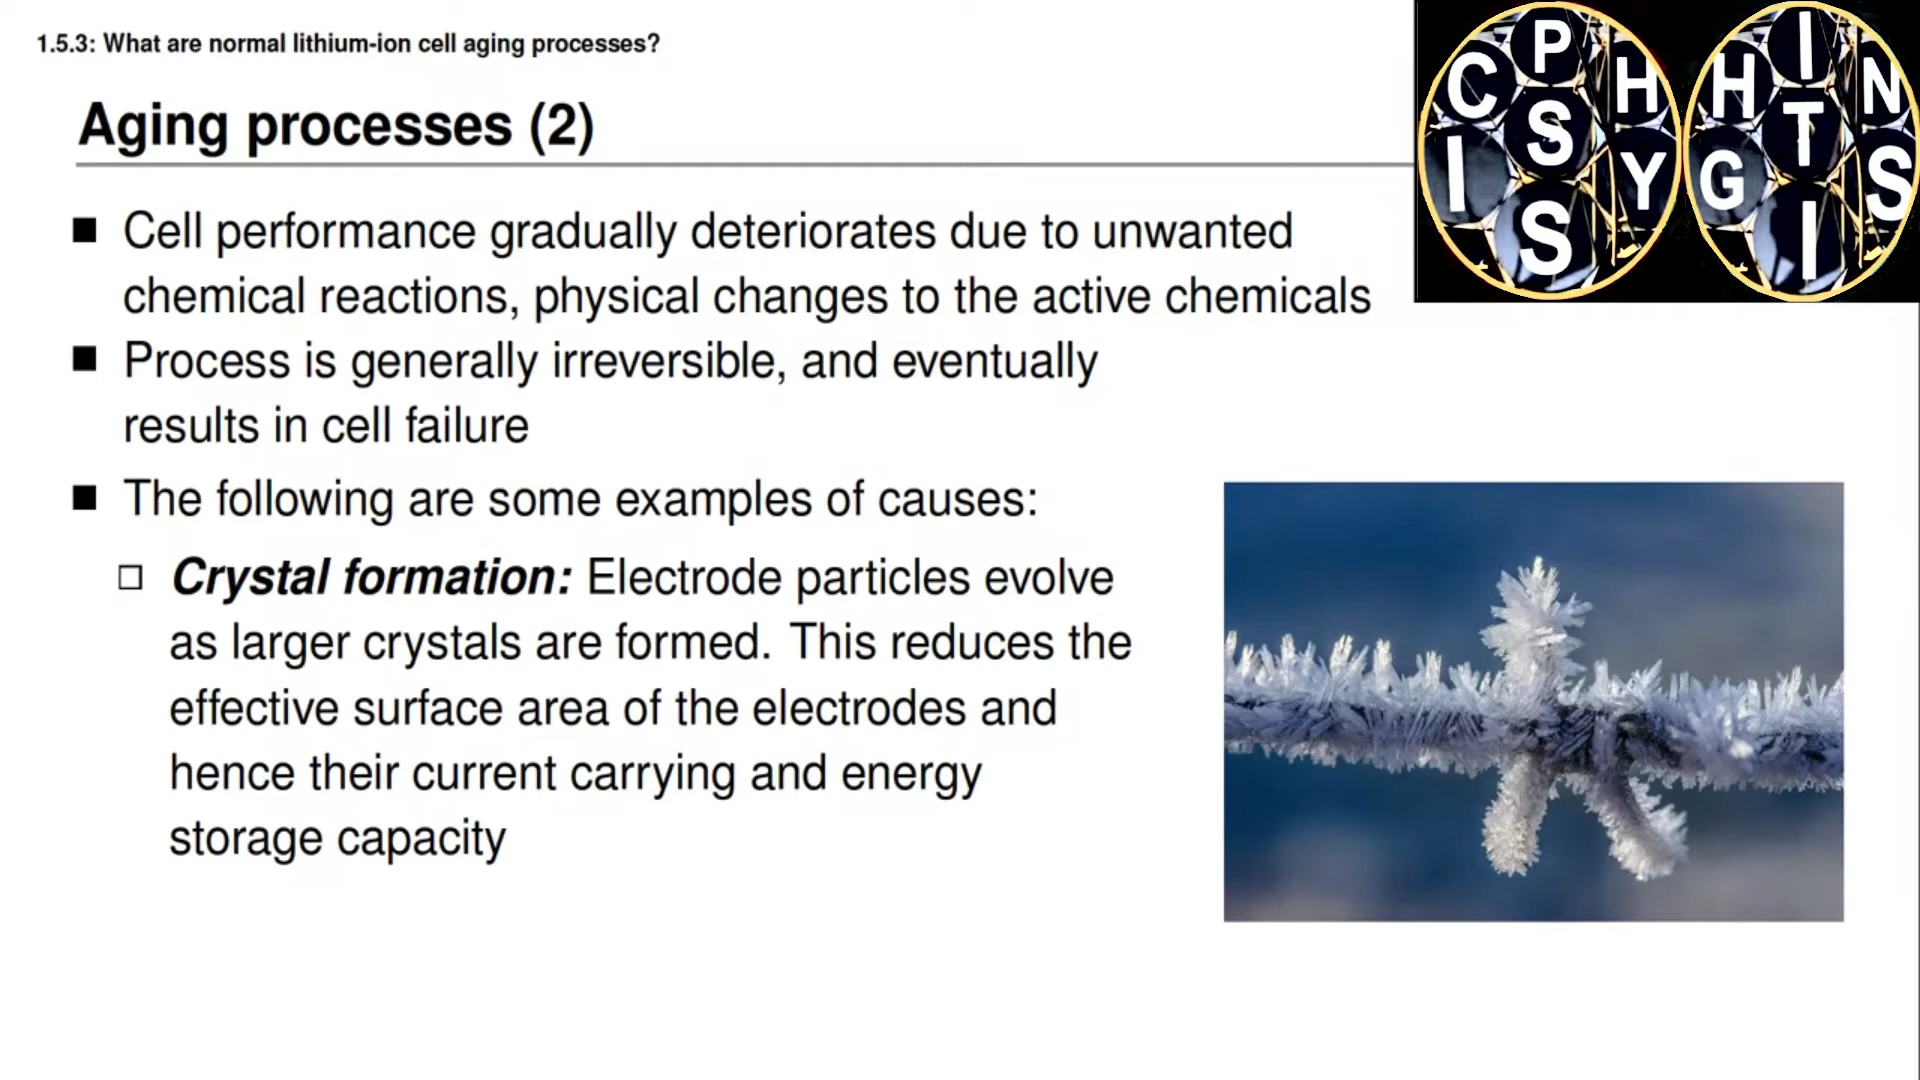 1.5.3: What are normal lithium-ion cell aging processes?
Aging processes (2)
Cell performance gradually deteriorates due to unwanted
chemical reactions, physical changes to the active chemicals
Process is generally irreversible, and eventually
results in cell failure
The following are some examples of causes:
Crystal formation: Electrode particles evolve
as larger crystals are formed. This reduces the
effective surface area of the electrodes and
hence their current carrying and energy
storage capacity
P
C H
S
I Y
S
I
H N
T
G S
I